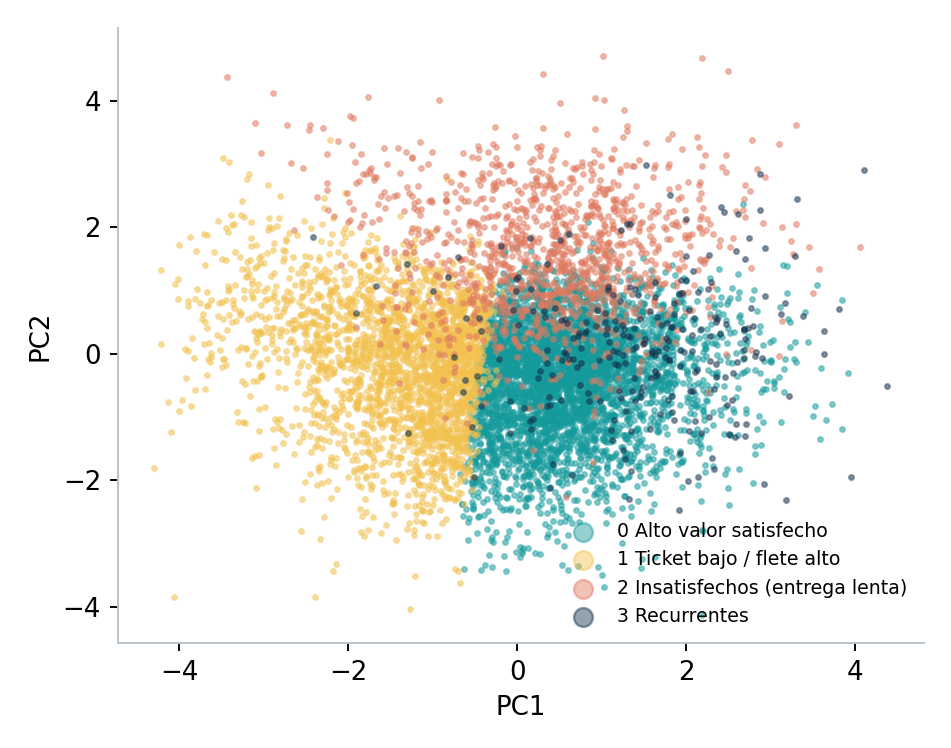 4
2
0
−2
−4
PC2
0 Alto valor satisfecho
1 Ticket bajo / flete alto
2 Insatisfechos (entrega lenta)
3 Recurrentes
−4 −2 0 2 4
PC1